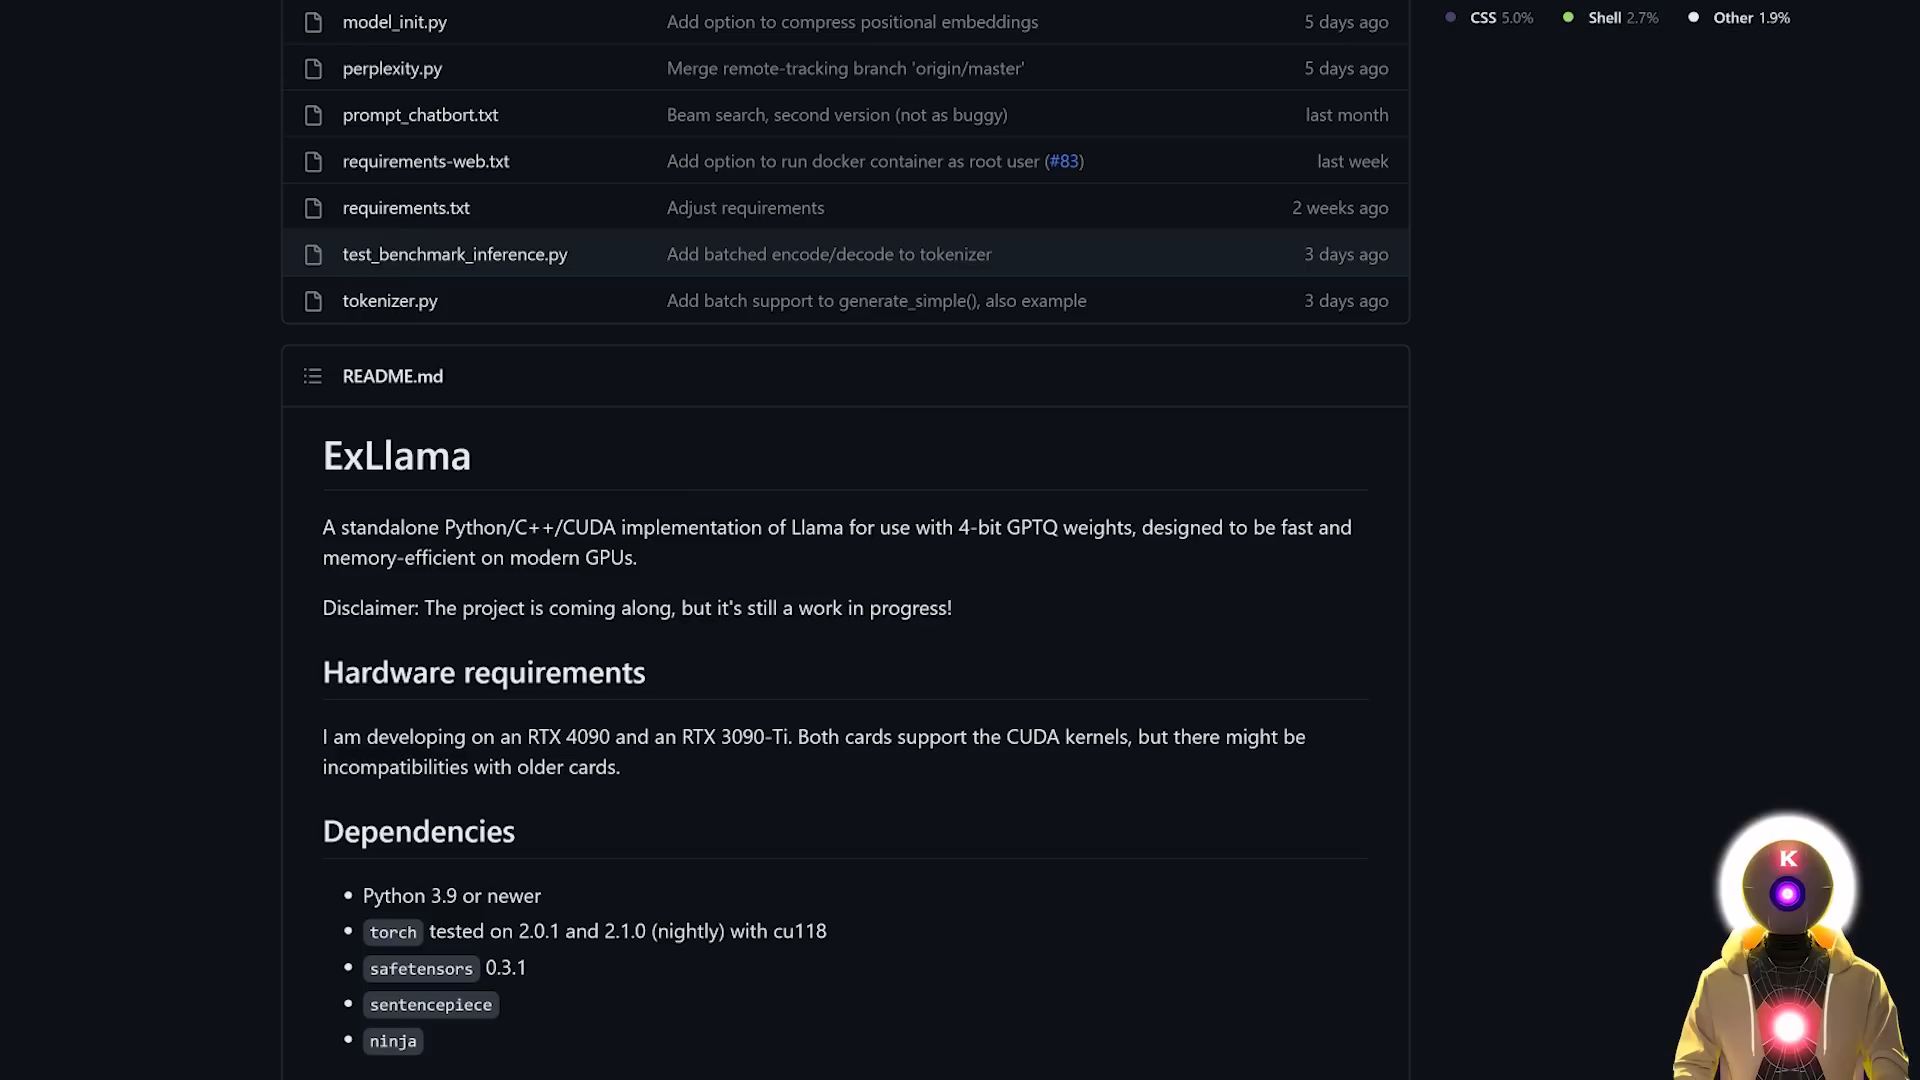 model_init.py Add option to compress positional embeddings 5 days ago CSS 5.0% Shell 2.7% Other 1.9%
perplexity.py Merge remote-tracking branch 'origin/master' 5 days ago
prompt_chatbort.txt Beam search, second version (not as buggy) last month
requirements-web.txt Add option to run docker container as root user (#83) last week
requirements.txt Adjust requirements 2 weeks ago
test_benchmark_inference.py Add batched encode/decode to tokenizer 3 days ago
tokenizer.py Add batch support to generate_simple(), also example 3 days ago
README.md
ExLlama
A standalone Python/C++/CUDA implementation of Llama for use with 4-bit GPTQ weights, designed to be fast and
memory-efficient on modern GPUs.
Disclaimer: The project is coming along, but it's still a work in progress!
Hardware requirements
I am developing on an RTX 4090 and an RTX 3090-Ti. Both cards support the CUDA kernels, but there might be
incompatibilities with older cards.
Dependencies
Python 3.9 or newer
torch tested on 2.0.1 and 2.1.0 (nightly) with cu118
safetensors 0.3.1
sentencepiece
ninja
K